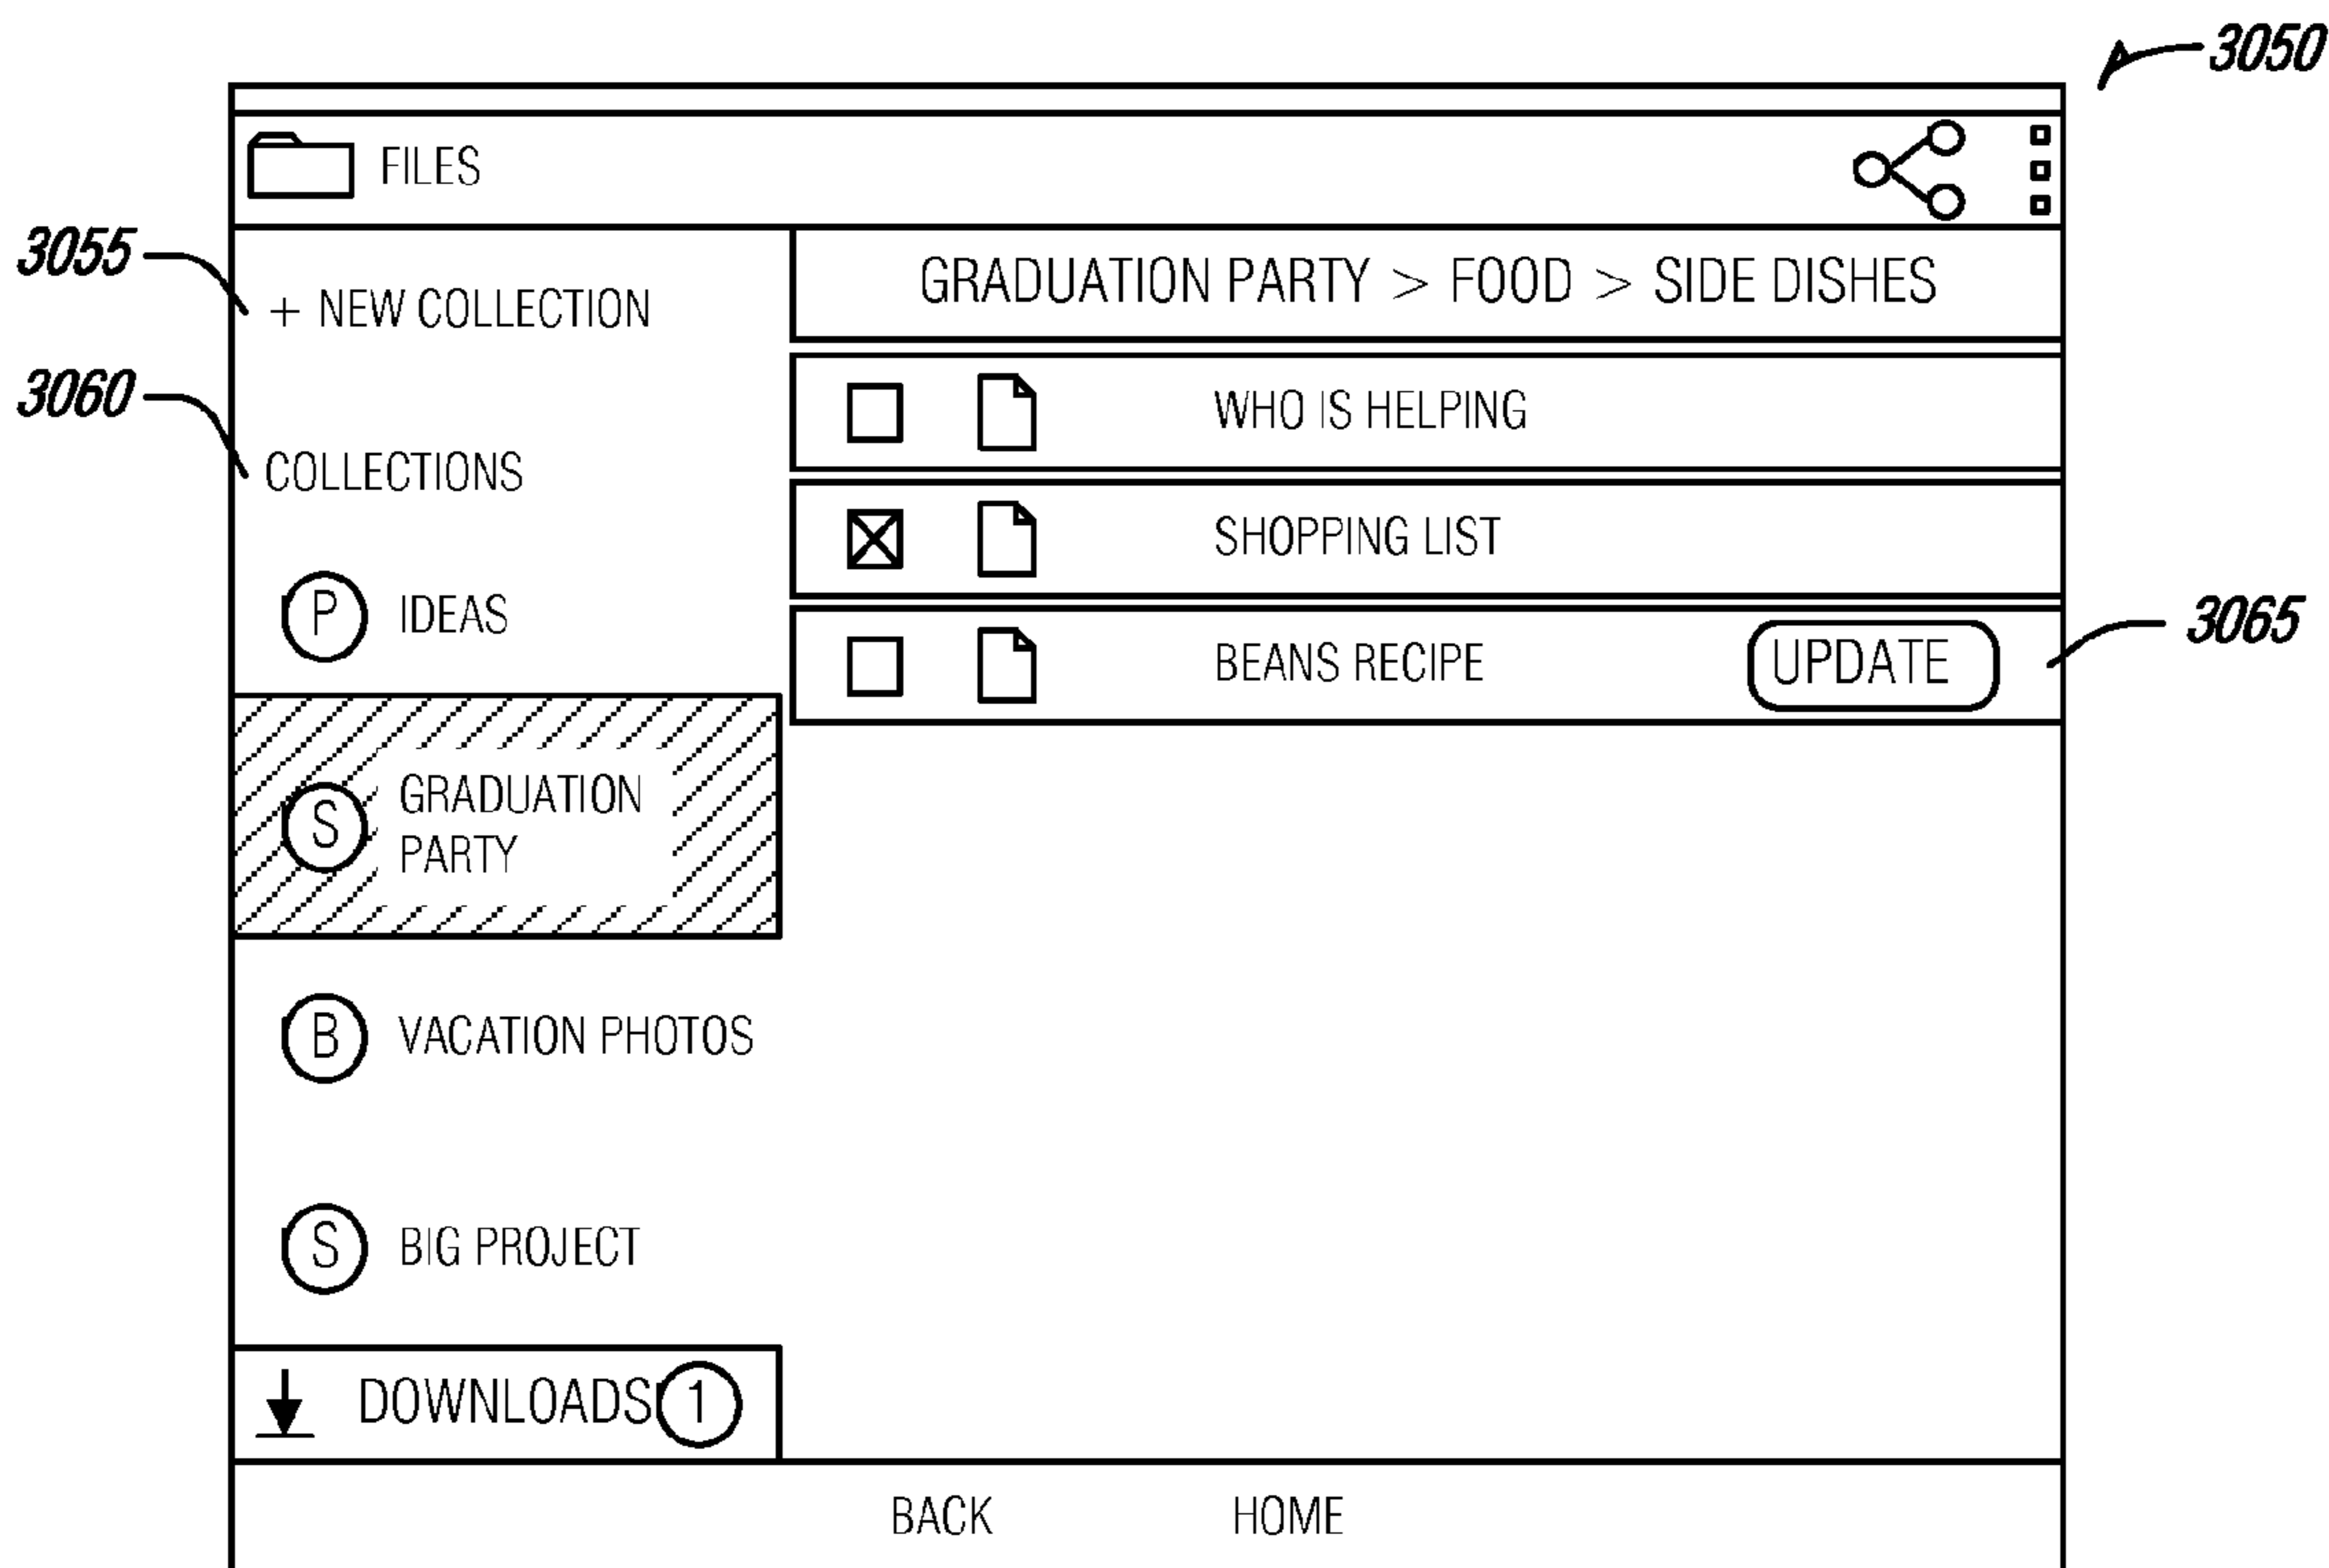 3050
FILES
3055
+ NEW COLLECTION
GRADUATION PARTY > FOOD > SIDE DISHES
3060
COLLECTIONS
WHO IS HELPING
SHOPPING LIST
P IDEAS
BEANS RECIPE UPDATE
3065
S GRADUATION
PARTY
B VACATION PHOTOS
S BIG PROJECT
DOWNLOADS 1
BACK HOME